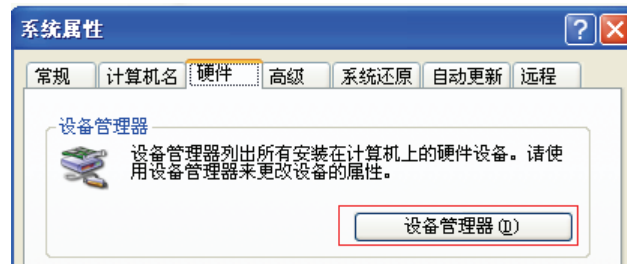 系统属性
常规 计算机名 硬件 高级 系统还原 自动更新 远程
设备管理器
设备管理器列出所有安装在计算机上的硬件设备。请使
用设备管理器来更改设备的属性。
设备管理器(D)